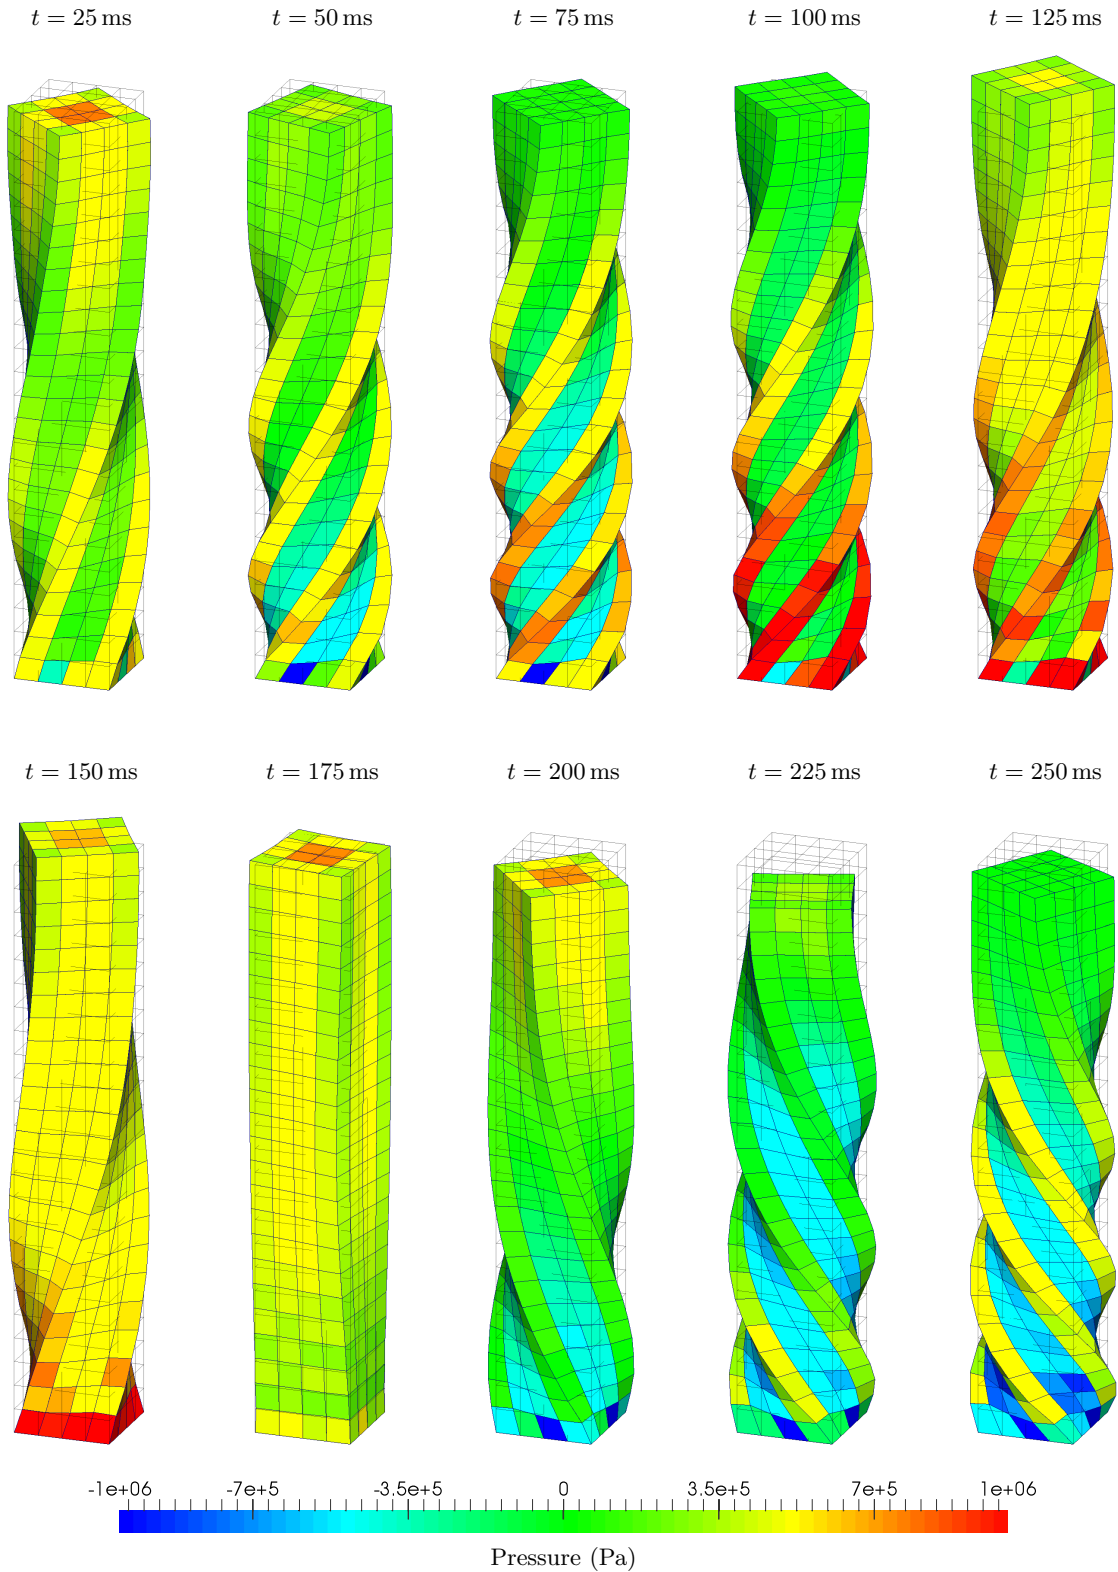 t = 25 ms t = 50 ms t = 75 ms t = 100 ms t = 125 ms
t = 150 ms t = 175 ms t = 200 ms t = 225 ms t = 250 ms
-1e+06 -7e+5 -3.5e+5 0 3.5e+5 7e+5 1e+06
Pressure (Pa)